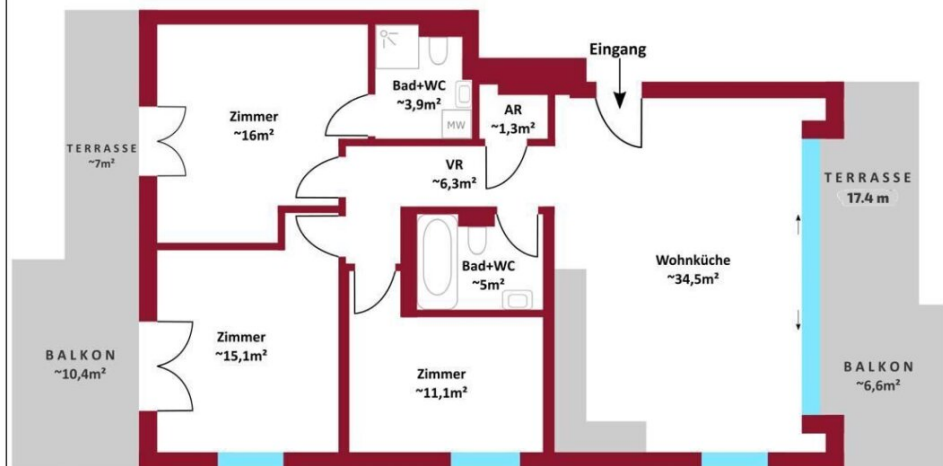 Eingang
Bad+WC
~3,9m²
AR
~1,3m²
MW
Zimmer
~16m²
TERRASSE
~7m²
VR
~6,3m²
TERRASSE
17.4 m
Bad+WC
~5m²
Wohnküche
~34,5m²
Zimmer
~15,1m²
BALKON
~10,4m²
Zimmer
~11,1m²
BALKON
~6,6m²